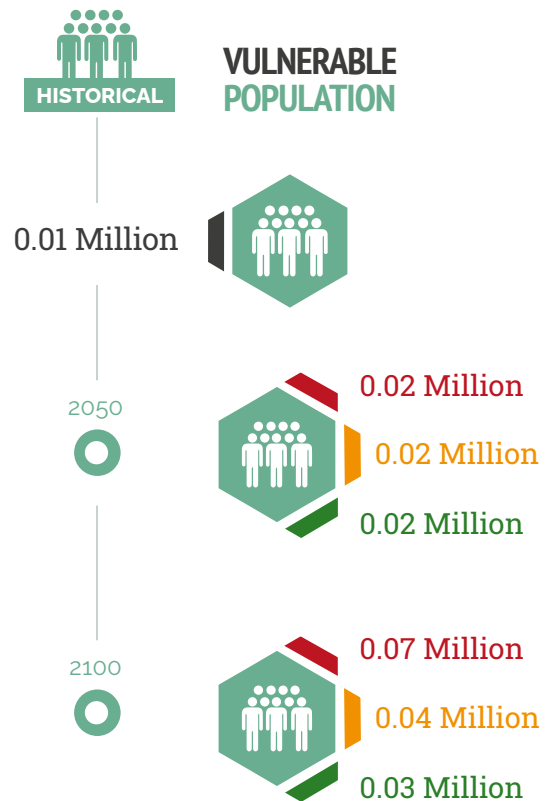 HISTORICAL
VULNERABLE
POPULATION
0.01 Million
2050
0.02 Million
0.02 Million
0.02 Million
2100
0.07 Million
0.04 Million
0.03 Million